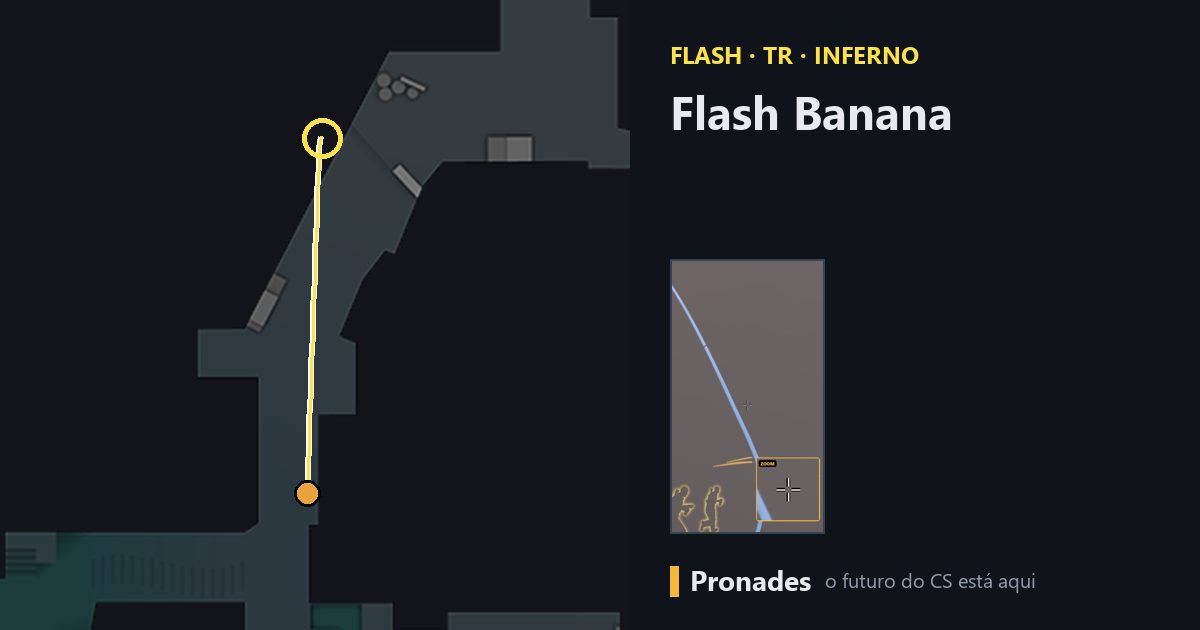 FLASH · TR · INFERNO
Flash Banana
ZOOM
Pronades o futuro do CS está aqui